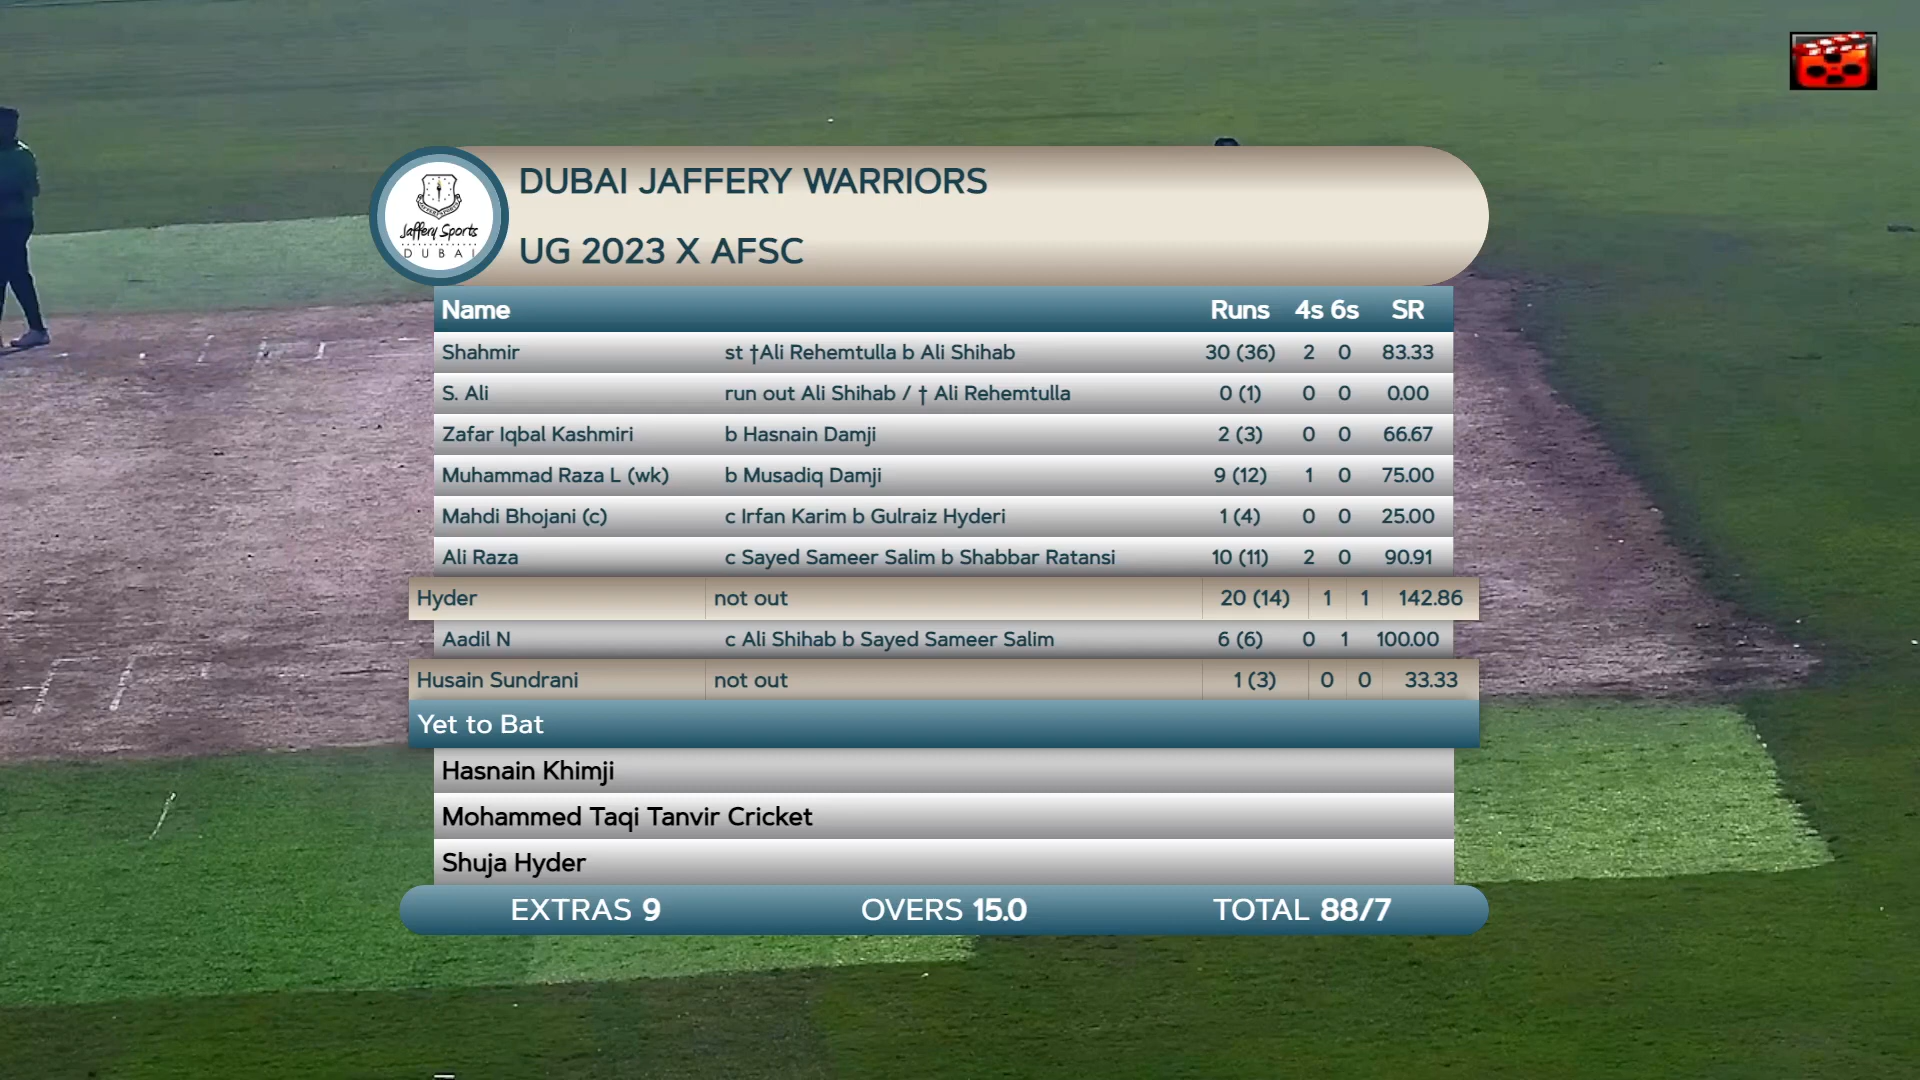 DUBAI JAFFERY WARRIORS
Jaffery Sports
DUBAI
UG 2023 X AFSC
Name Runs 4s 6s SR
Shahmir st †Ali Rehemtulla b Ali Shihab 30 (36) 2 0 83.33
S. Ali run out Ali Shihab / † Ali Rehemtulla 0 (1) 0 0 0.00
Zafar Iqbal Kashmiri b Hasnain Damji 2 (3) 0 0 66.67
Muhammad Raza L (wk) b Musadiq Damji 9 (12) 1 0 75.00
Mahdi Bhojani (c) c Irfan Karim b Gulraiz Hyderi 1 (4) 0 0 25.00
Ali Raza c Sayed Sameer Salim b Shabbar Ratansi 10 (11) 2 0 90.91
Hyder not out 20 (14) 1 1 142.86
Aadil N c Ali Shihab b Sayed Sameer Salim 6 (6) 0 1 100.00
Husain Sundrani not out 1 (3) 0 0 33.33
Yet to Bat
Hasnain Khimji
Mohammed Taqi Tanvir Cricket
Shuja Hyder
EXTRAS 9 OVERS 15.0 TOTAL 88/7